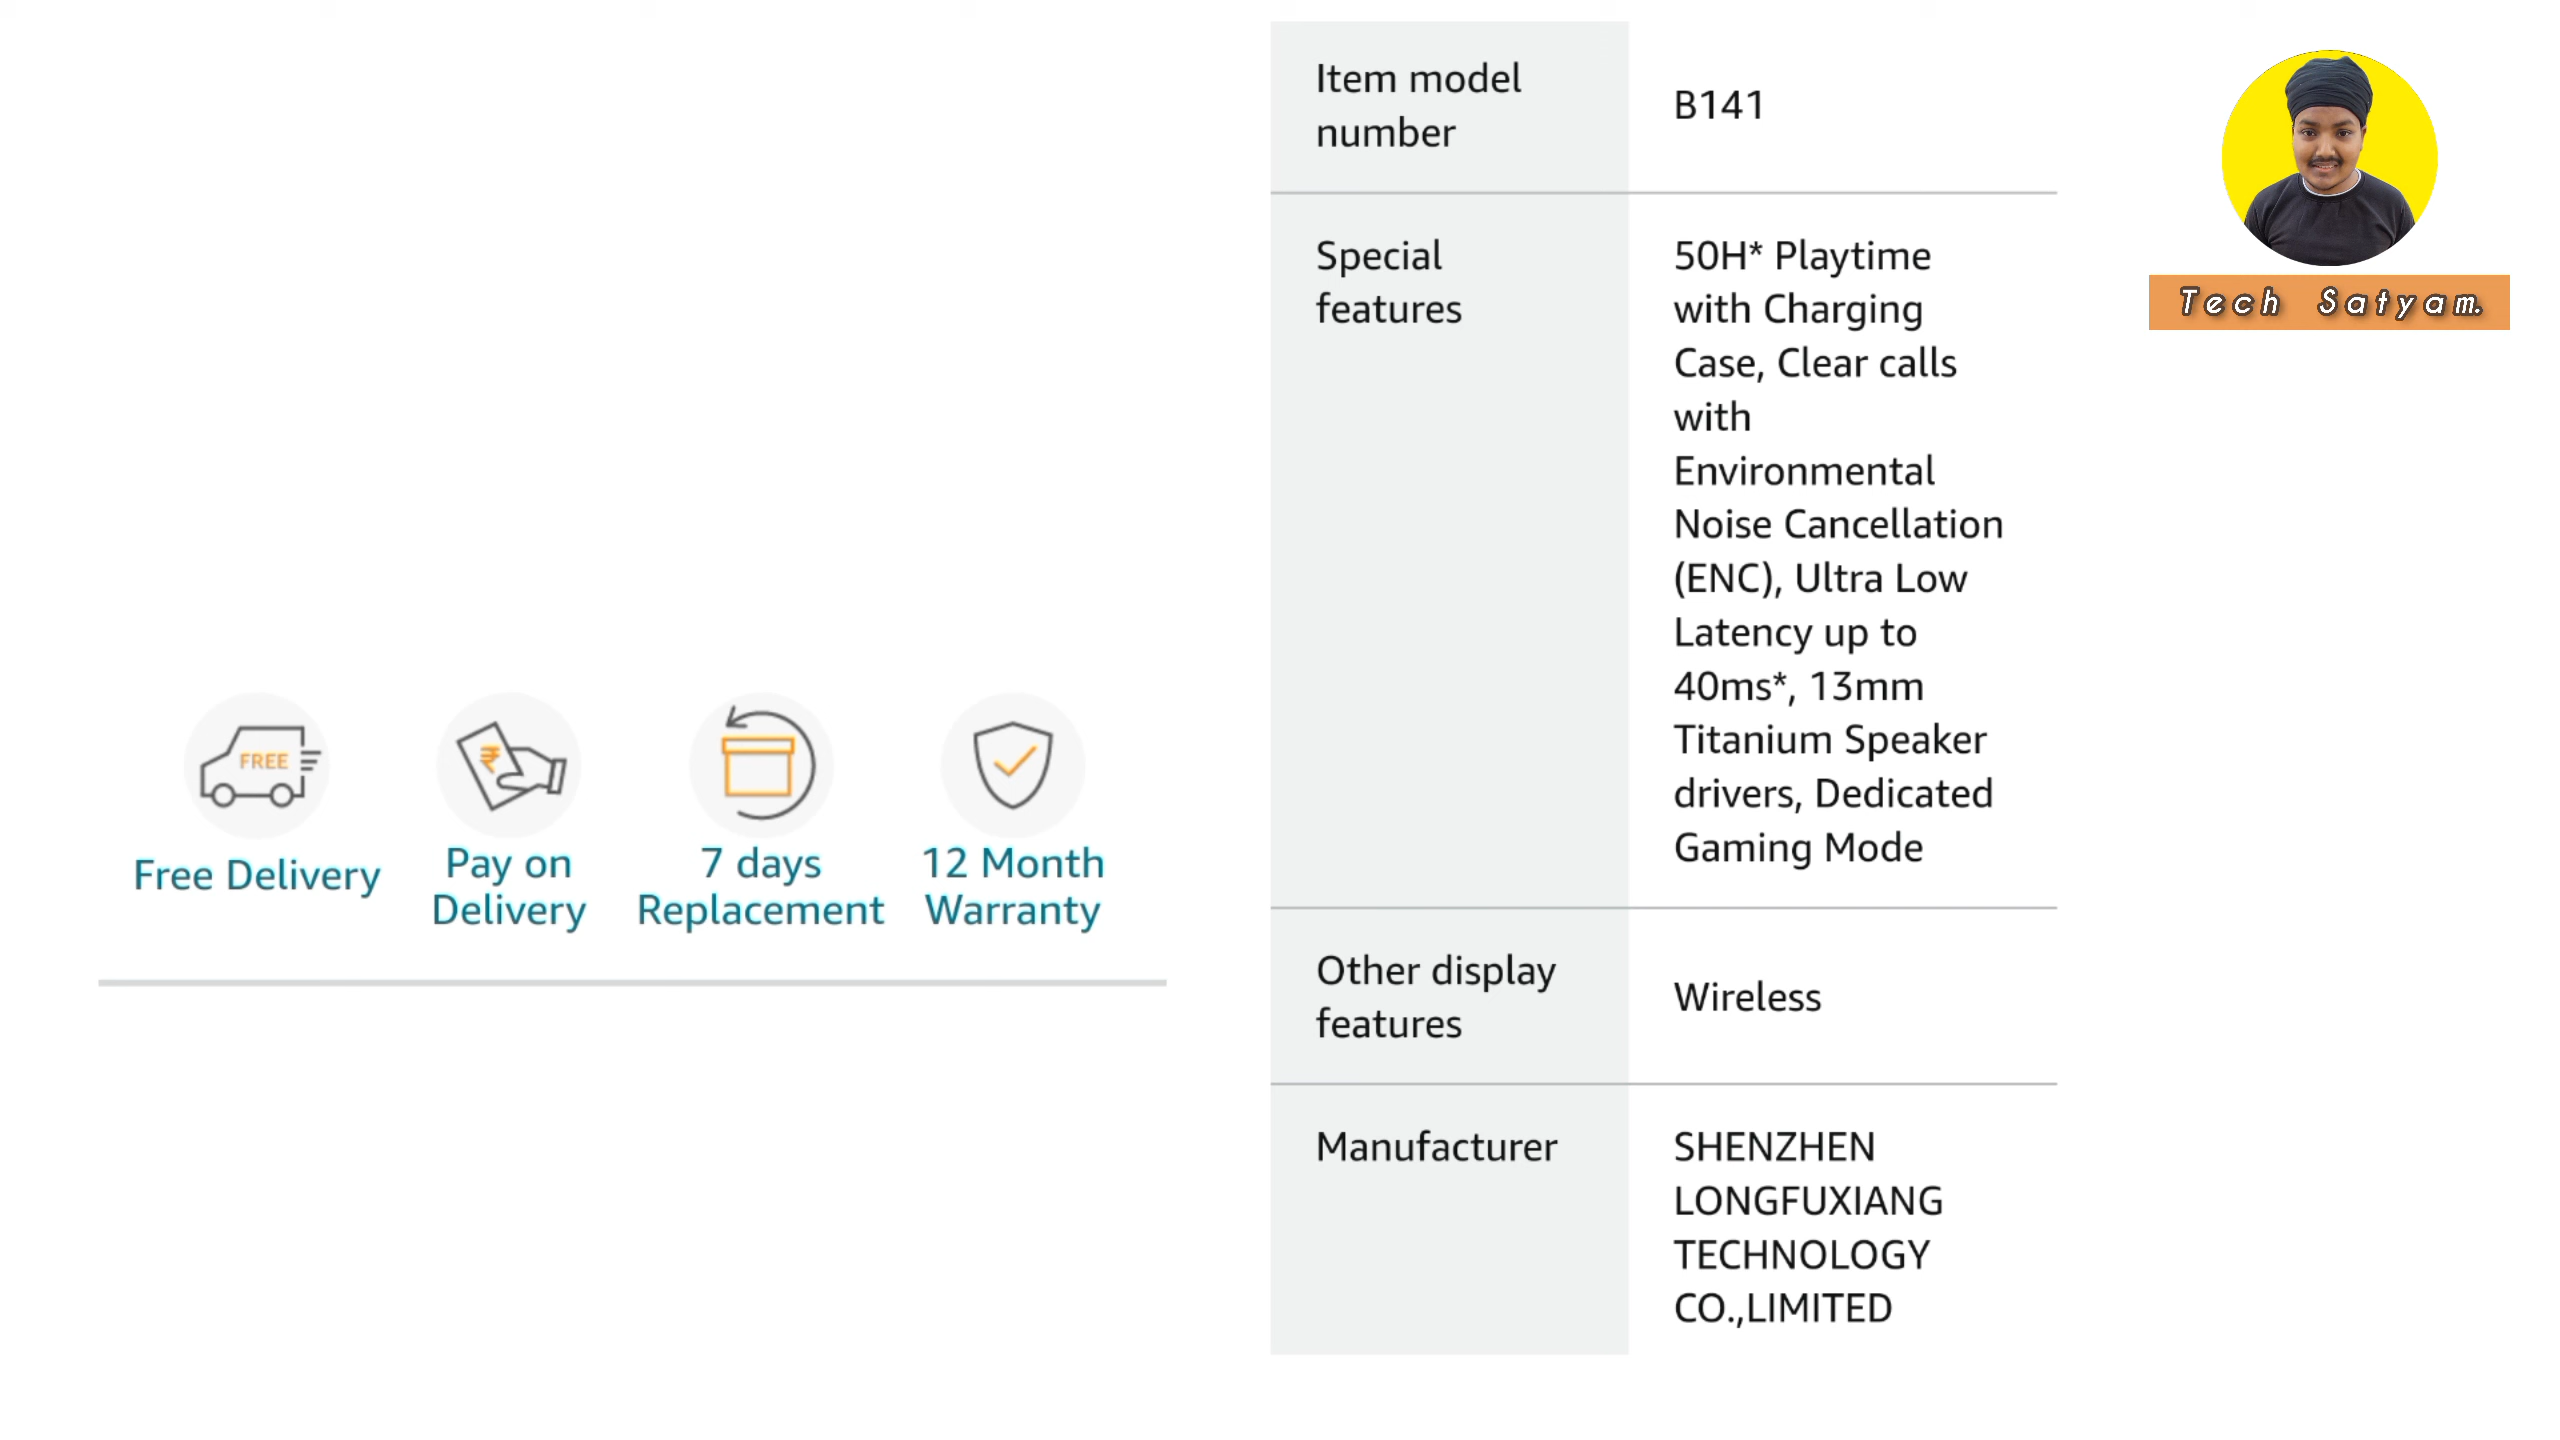 Item model
number
B141
Special
features
50H* Playtime
with Charging
Case, Clear calls
with
Environmental
Noise Cancellation
(ENC), Ultra Low
Latency up to
40ms*, 13mm
Titanium Speaker
drivers, Dedicated
Gaming Mode
Other display
features
Wireless
Manufacturer
SHENZHEN
LONGFUXIANG
TECHNOLOGY
CO.,LIMITED
FREE
₹
Free Delivery
Pay on
Delivery
7 days
Replacement
12 Month
Warranty
Tech Satyam.